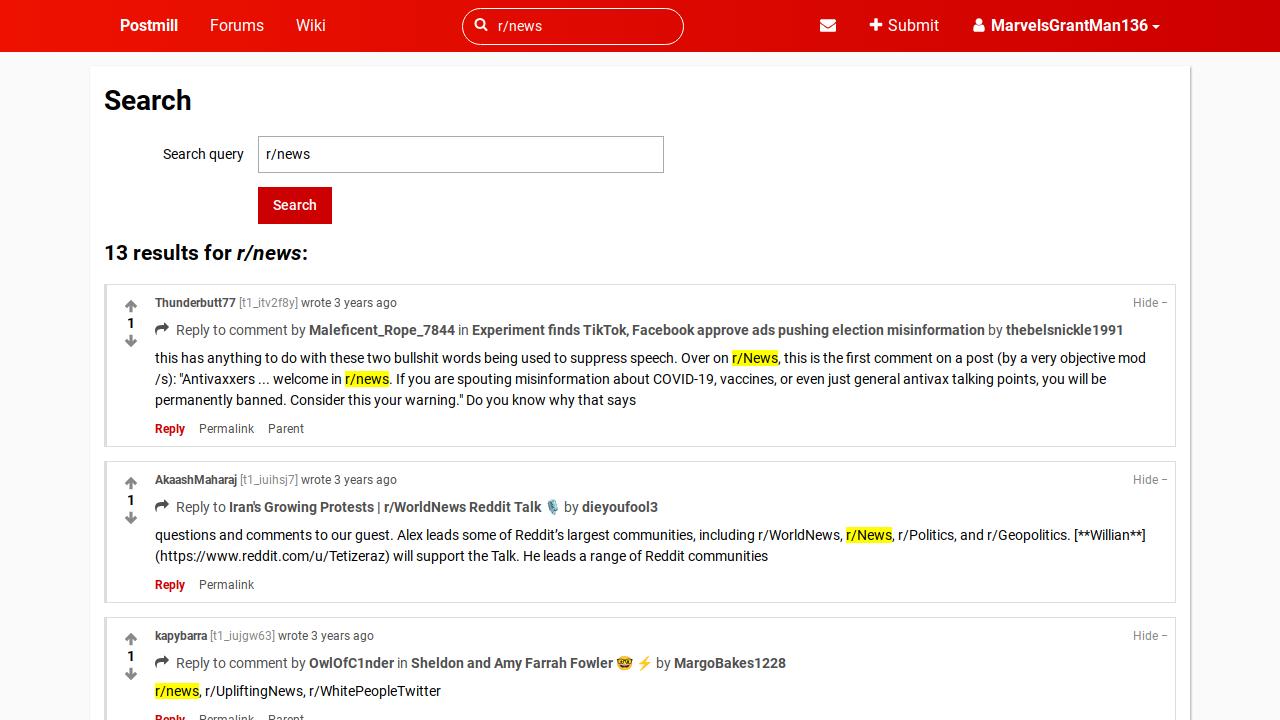 Postmill Forums Wiki r/news Submit MarvelsGrantMan136
Search
Search query r/news
Search
13 results for r/news:
Thunderbutt77 [t1_itv2f8y] wrote 3 years ago Hide −
1
Reply to comment by Maleficent_Rope_7844 in Experiment finds TikTok, Facebook approve ads pushing election misinformation by thebelsnickle1991
this has anything to do with these two bullshit words being used to suppress speech. Over on r/News, this is the first comment on a post (by a very objective mod
/s): "Antivaxxers ... welcome in r/news. If you are spouting misinformation about COVID-19, vaccines, or even just general antivax talking points, you will be
permanently banned. Consider this your warning." Do you know why that says
Reply Permalink Parent
AkaashMaharaj [t1_iuihsj7] wrote 3 years ago Hide −
1
Reply to Iran's Growing Protests | r/WorldNews Reddit Talk 🎙️ by dieyoufool3
questions and comments to our guest. Alex leads some of Reddit's largest communities, including r/WorldNews, r/News, r/Politics, and r/Geopolitics. [**Willian**]
(https://www.reddit.com/u/Tetizeraz) will support the Talk. He leads a range of Reddit communities
Reply Permalink
kapybarra [t1_iujgw63] wrote 3 years ago Hide −
1
Reply to comment by OwlOfC1nder in Sheldon and Amy Farrah Fowler 🤓 ⚡ by MargoBakes1228
r/news, r/UpliftingNews, r/WhitePeopleTwitter
Reply Permalink Parent